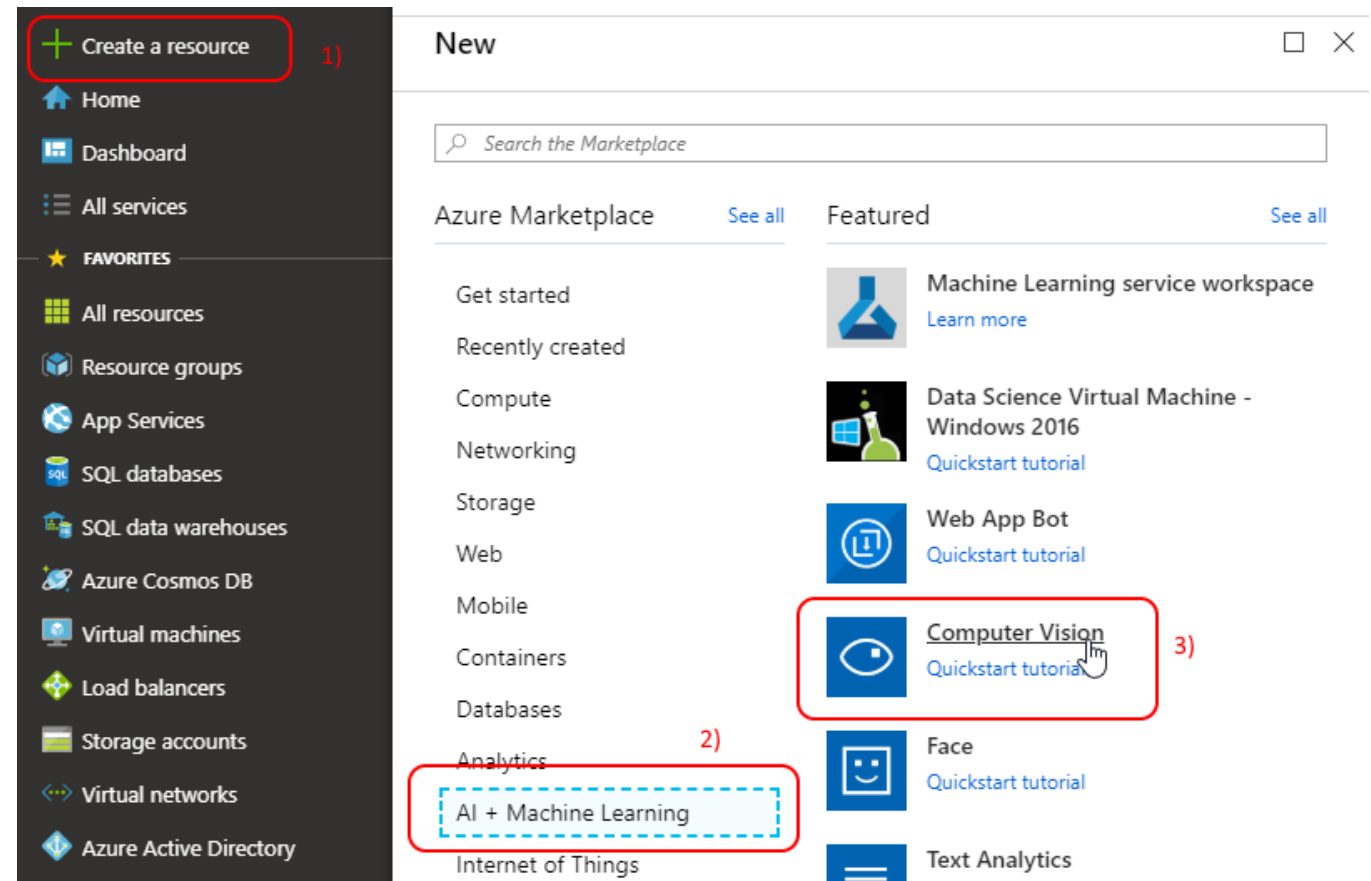 Create a resource
1)
Home
Dashboard
All services
FAVORITES
All resources
Resource groups
App Services
SQL
SQL databases
SQL data warehouses
Azure Cosmos DB
Virtual machines
Load balancers
Storage accounts
Virtual networks
Azure Active Directory
New
Search the Marketplace
Azure Marketplace See all
Get started
Recently created
Compute
Networking
Storage
Web
Mobile
Containers
Databases
Analytics
2)
AI + Machine Learning
Internet of Things
Featured See all
Machine Learning service workspace
Learn more
Data Science Virtual Machine -
Windows 2016
Quickstart tutorial
Web App Bot
Quickstart tutorial
Computer Vision
3)
Quickstart tutorial
Face
Quickstart tutorial
Text Analytics